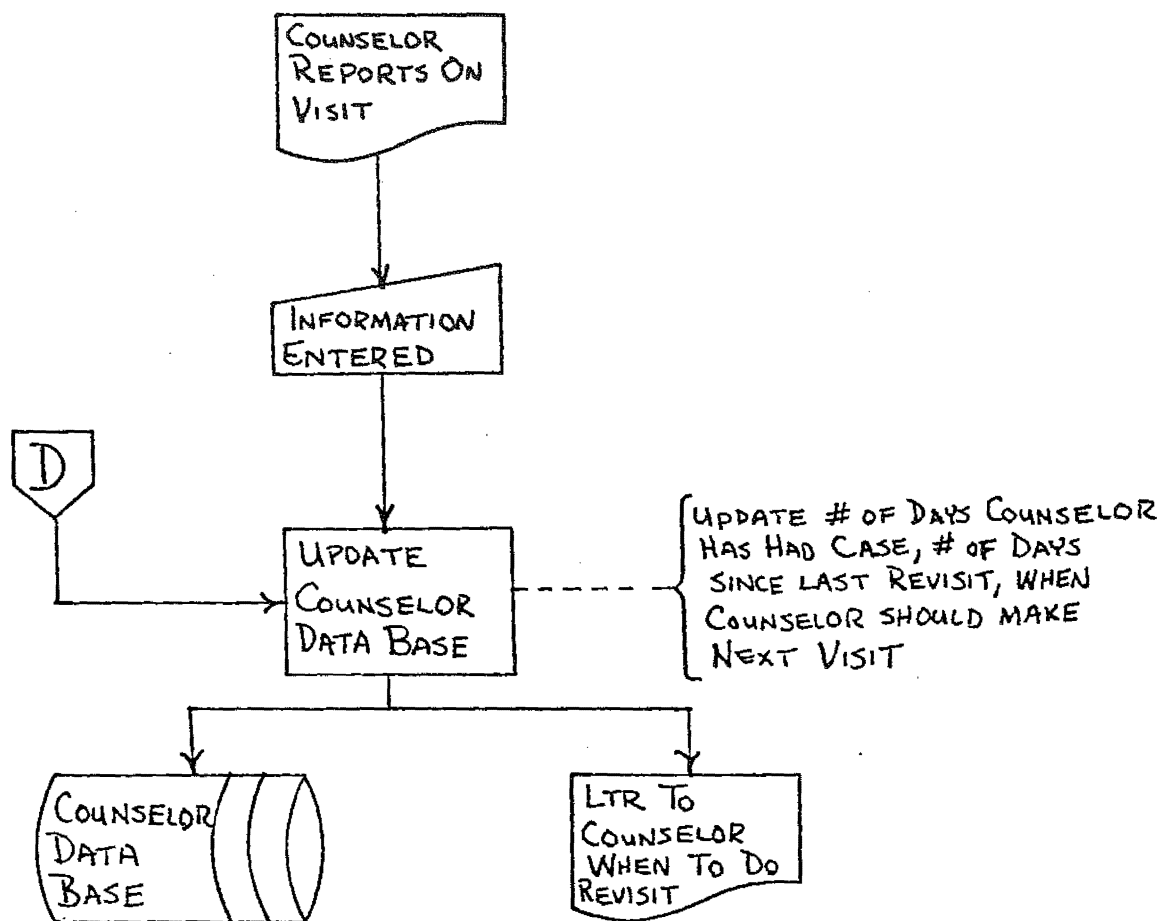 COUNSELOR
REPORTS ON
VISIT
INFORMATION
ENTERED
D
UPDATE
COUNSELOR
DATA BASE
UPDATE # OF DAYS COUNSELOR
HAS HAD CASE, # OF DAYS
SINCE LAST REVISIT, WHEN
COUNSELOR SHOULD MAKE
NEXT VISIT
COUNSELOR
DATA
BASE
LTR TO
COUNSELOR
WHEN TO DO
REVISIT